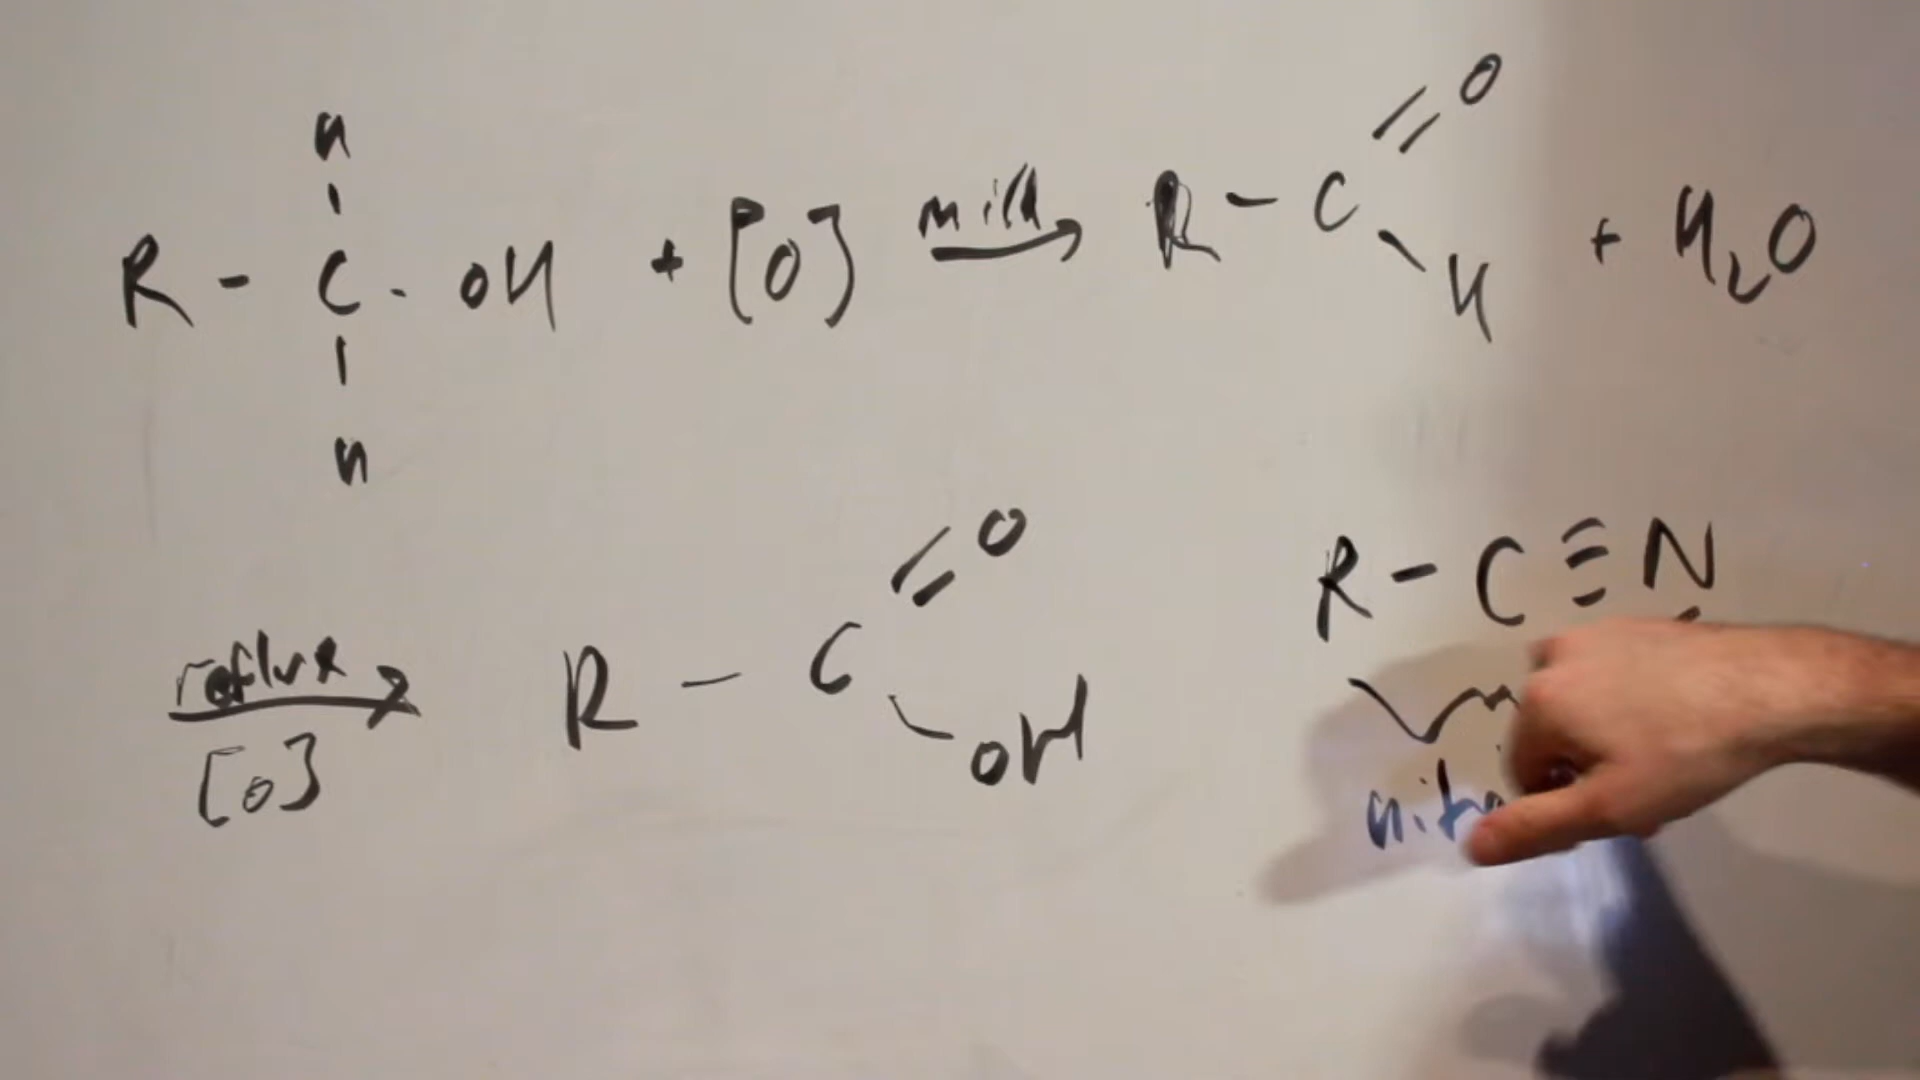 H
R - C - OH + [O] mild → R - C = O H + H2O
H
reflux → R - C = O OH
[O]
R - C ≡ N